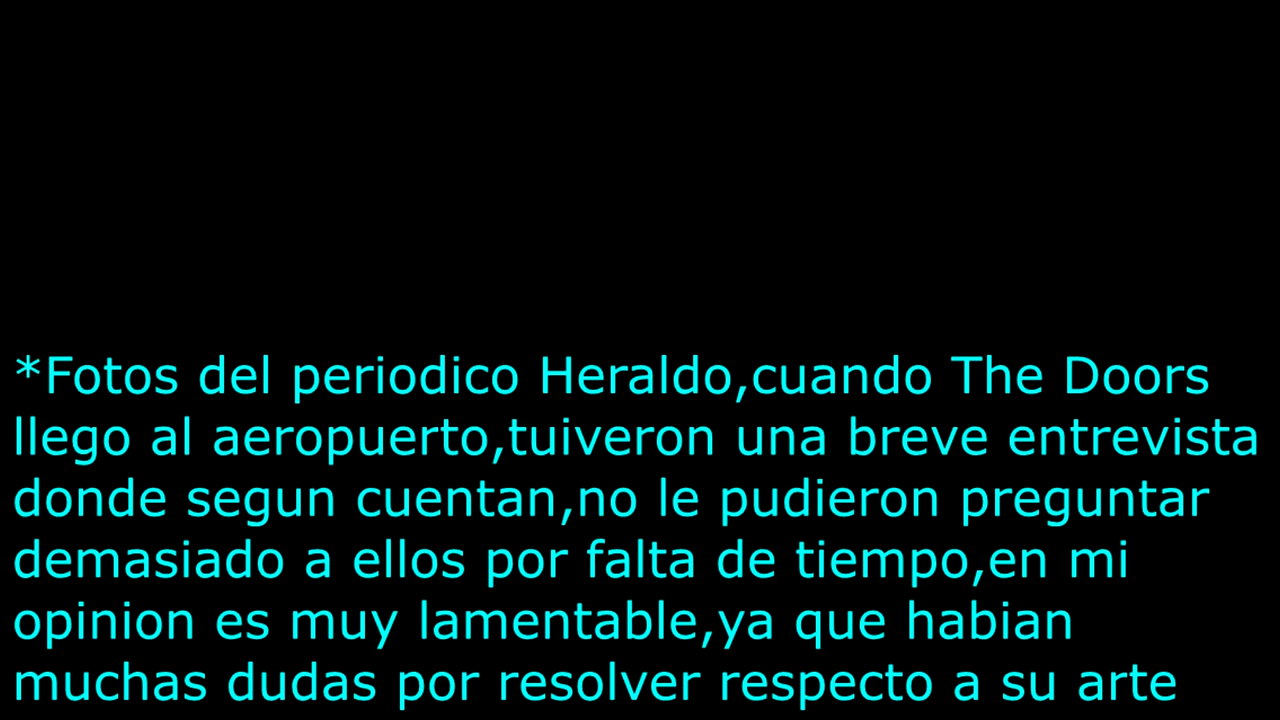 *Fotos del periodico Heraldo,cuando The Doors
llego al aeropuerto,tuiveron una breve entrevista
donde segun cuentan,no le pudieron preguntar
demasiado a ellos por falta de tiempo,en mi
opinion es muy lamentable,ya que habian
muchas dudas por resolver respecto a su arte